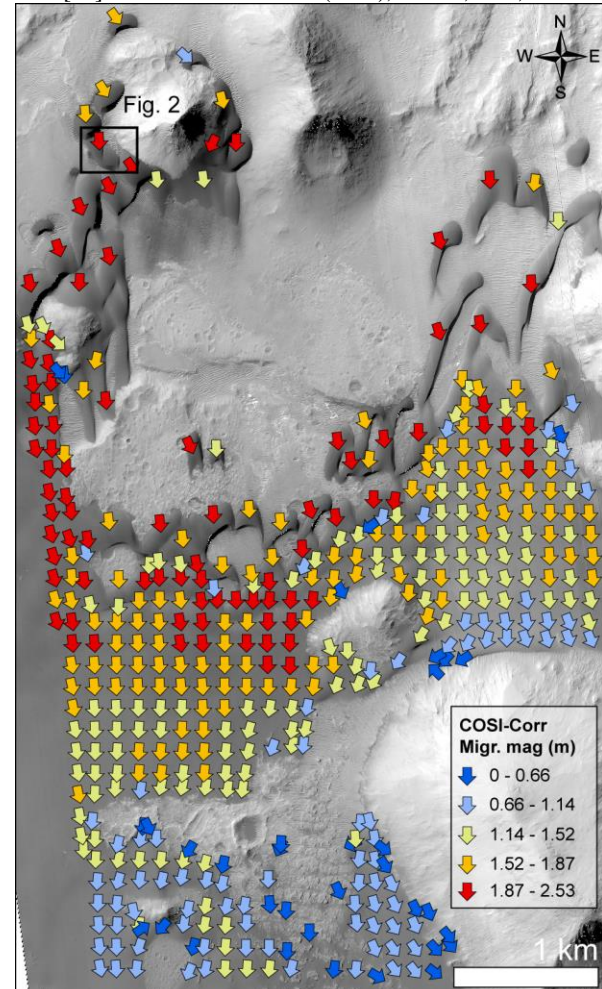 N
W E
S
Fig. 2
COSI-Corr
Migr. mag (m)
0 - 0.66
0.66 - 1.14
1.14 - 1.52
1.52 - 1.87
1.87 - 2.53
1 km